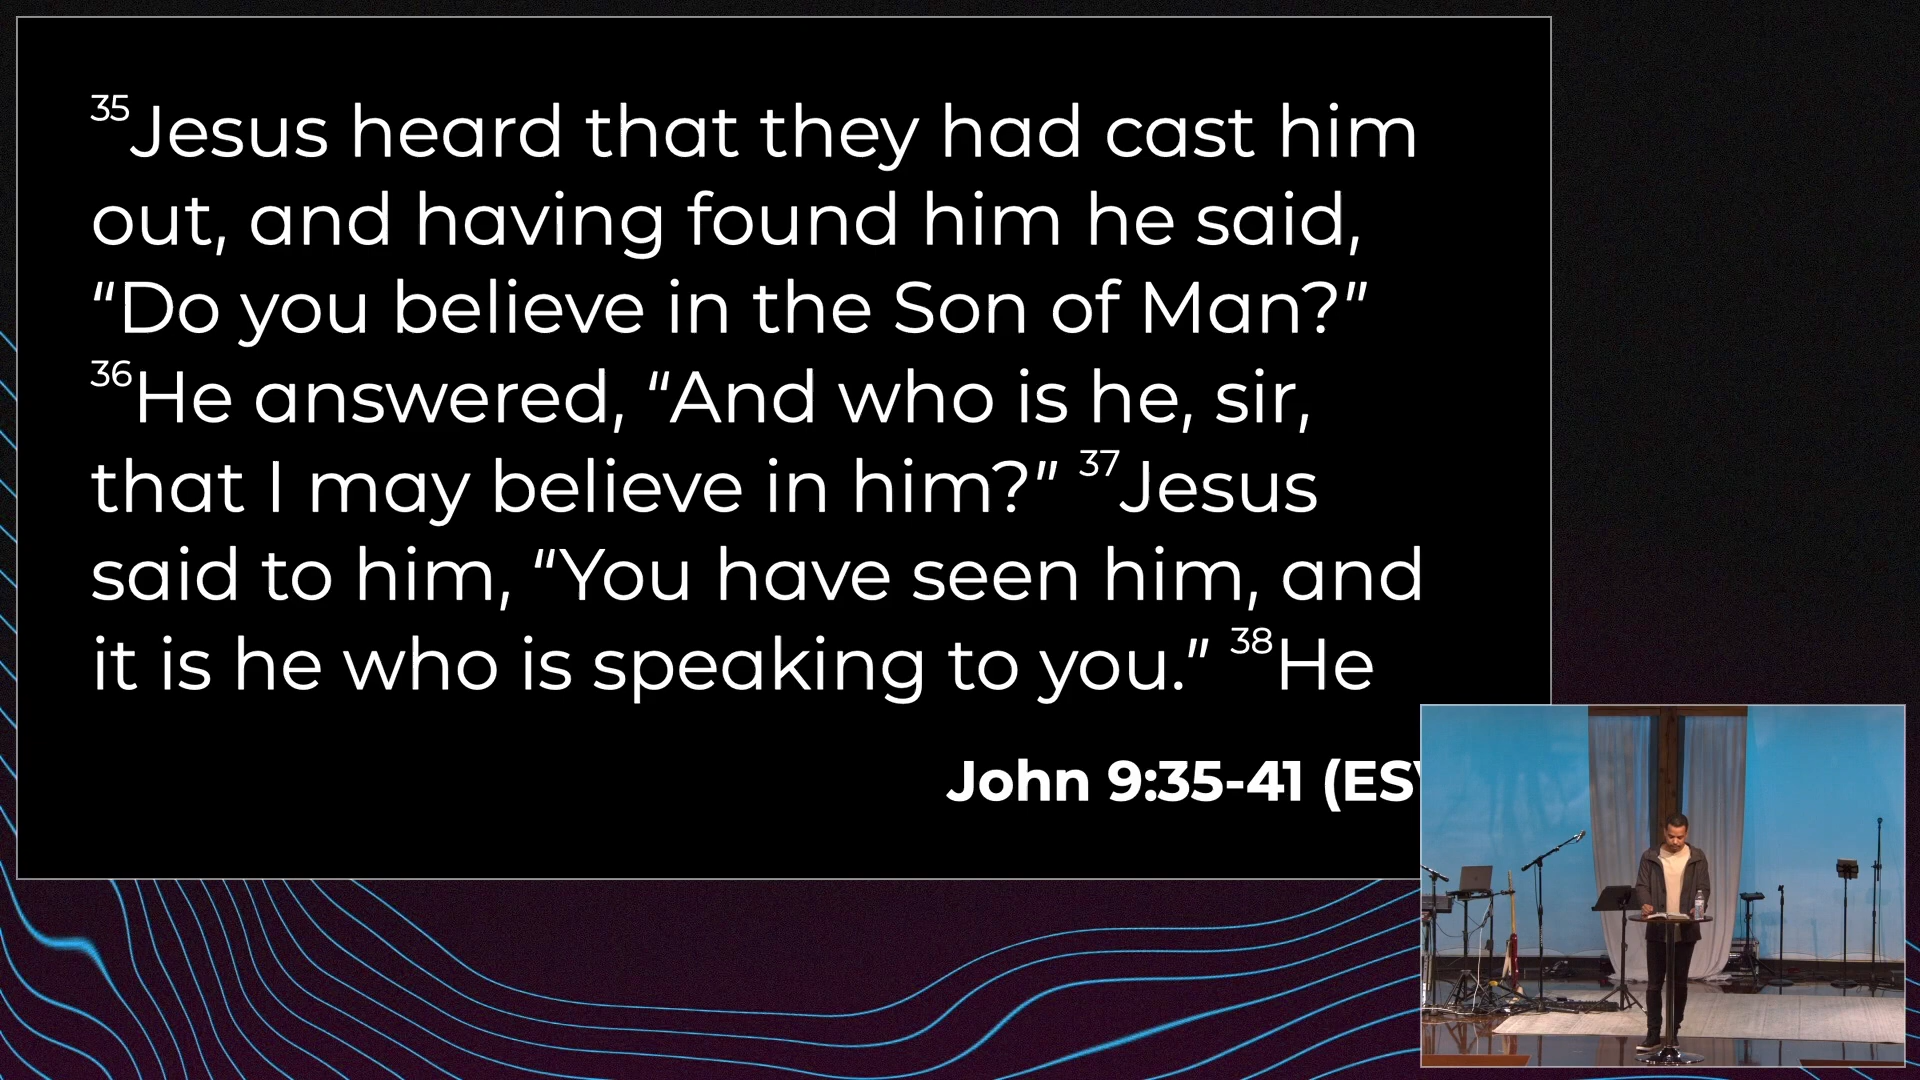 35Jesus heard that they had cast him
out, and having found him he said,
“Do you believe in the Son of Man?”
36He answered, “And who is he, sir,
that I may believe in him?” 37Jesus
said to him, “You have seen him, and
it is he who is speaking to you.” 38He
John 9:35-41 (ES